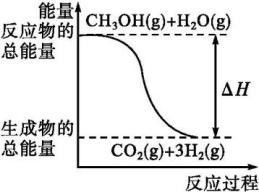 能量
反应物的
总能量
CH₃OH(g)+H₂O(g)
ΔH
生成物的
总能量
CO₂(g)+3H₂(g)
反应过程